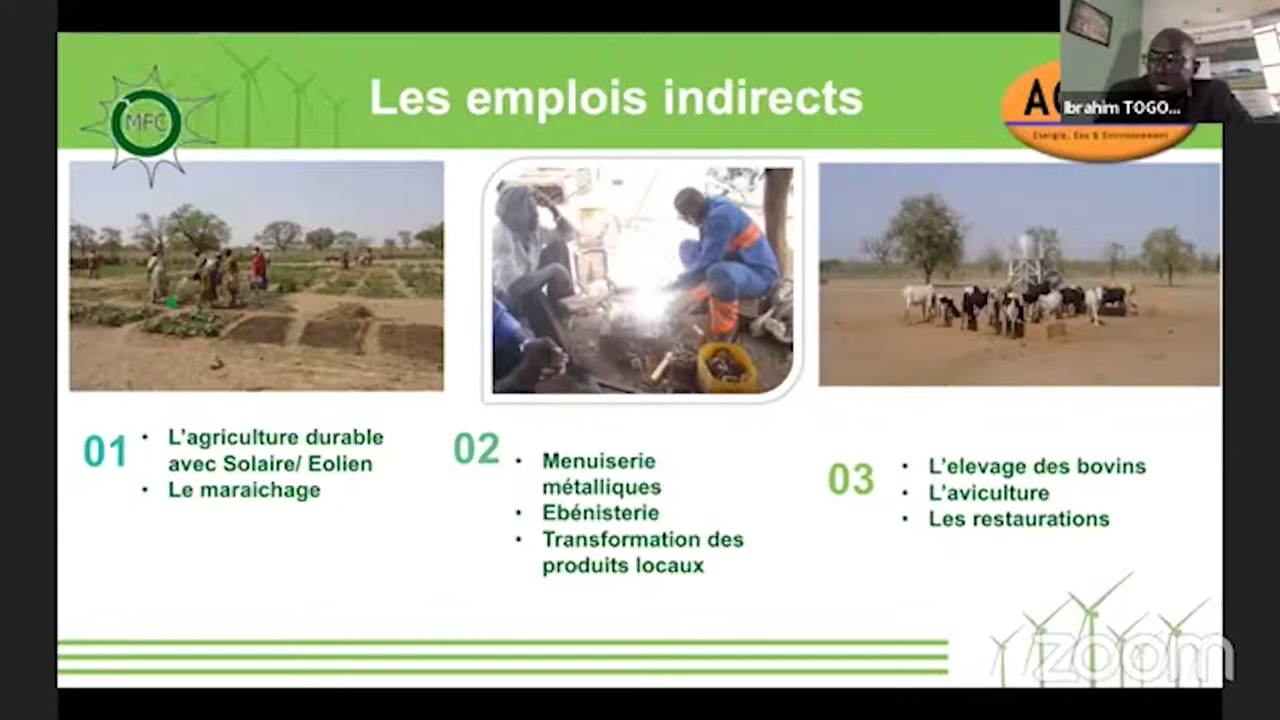 Les emplois indirects
MFC
Ibrahim TOGO...
Energie, Eau & Environnement
01
• L'agriculture durable
avec Solaire/ Eolien
• Le maraichage
02
• Menuiserie
métalliques
• Ebénisterie
• Transformation des
produits locaux
03
• L'elevage des bovins
• L'aviculture
• Les restaurations
zoom